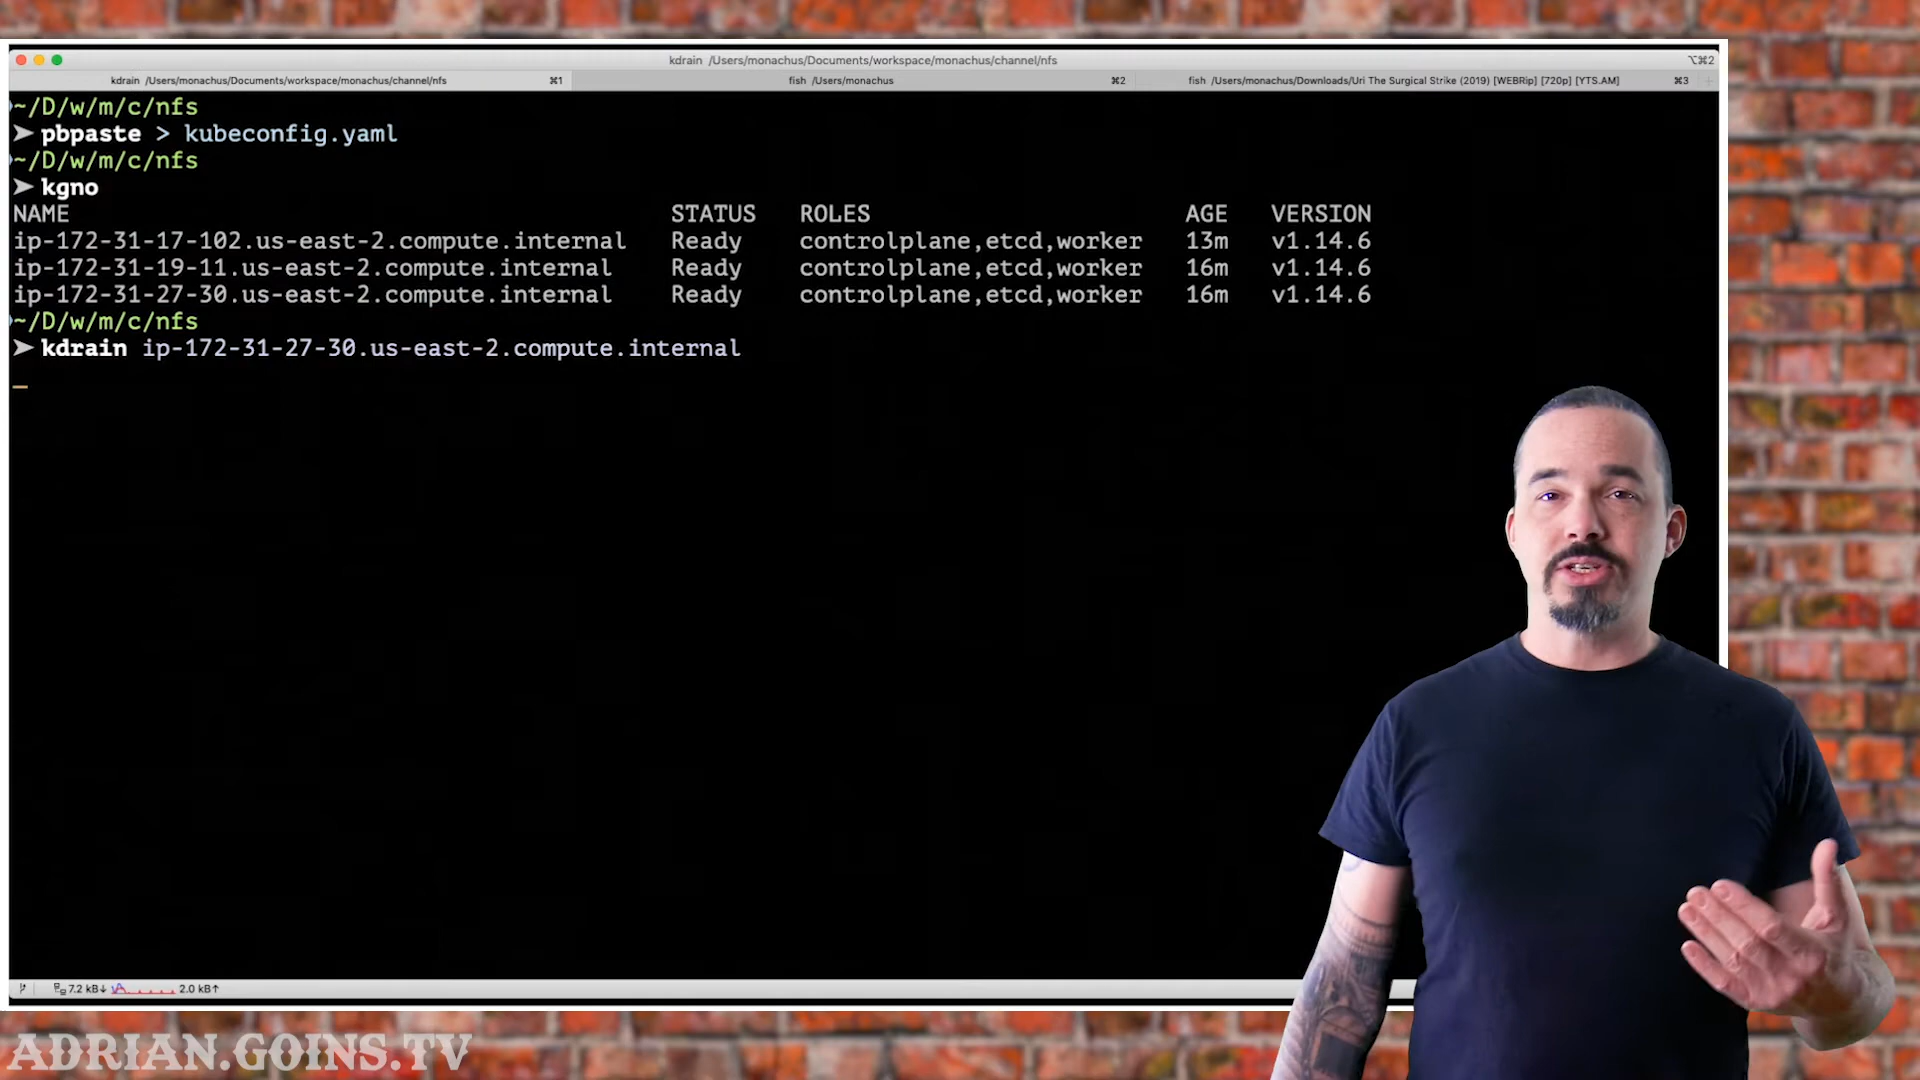 kdrain /Users/monachus/Documents/workspace/monachus/channel/nfs
⌥⌘2
kdrain /Users/monachus/Documents/workspace/monachus/channel/nfs ⌘1
fish /Users/monachus ⌘2
fish /Users/monachus/Downloads/Uri The Surgical Strike (2019) [WEBRip] [720p] [YTS.AM] ⌘3
~/D/w/m/c/nfs
➤ pbpaste > kubeconfig.yaml
~/D/w/m/c/nfs
➤ kgno
NAME STATUS ROLES AGE VERSION
ip-172-31-17-102.us-east-2.compute.internal Ready controlplane,etcd,worker 13m v1.14.6
ip-172-31-19-11.us-east-2.compute.internal Ready controlplane,etcd,worker 16m v1.14.6
ip-172-31-27-30.us-east-2.compute.internal Ready controlplane,etcd,worker 16m v1.14.6
~/D/w/m/c/nfs
➤ kdrain ip-172-31-27-30.us-east-2.compute.internal
7.2 kB↓ 2.0 kB↑
ADRIAN.GOINS.TV